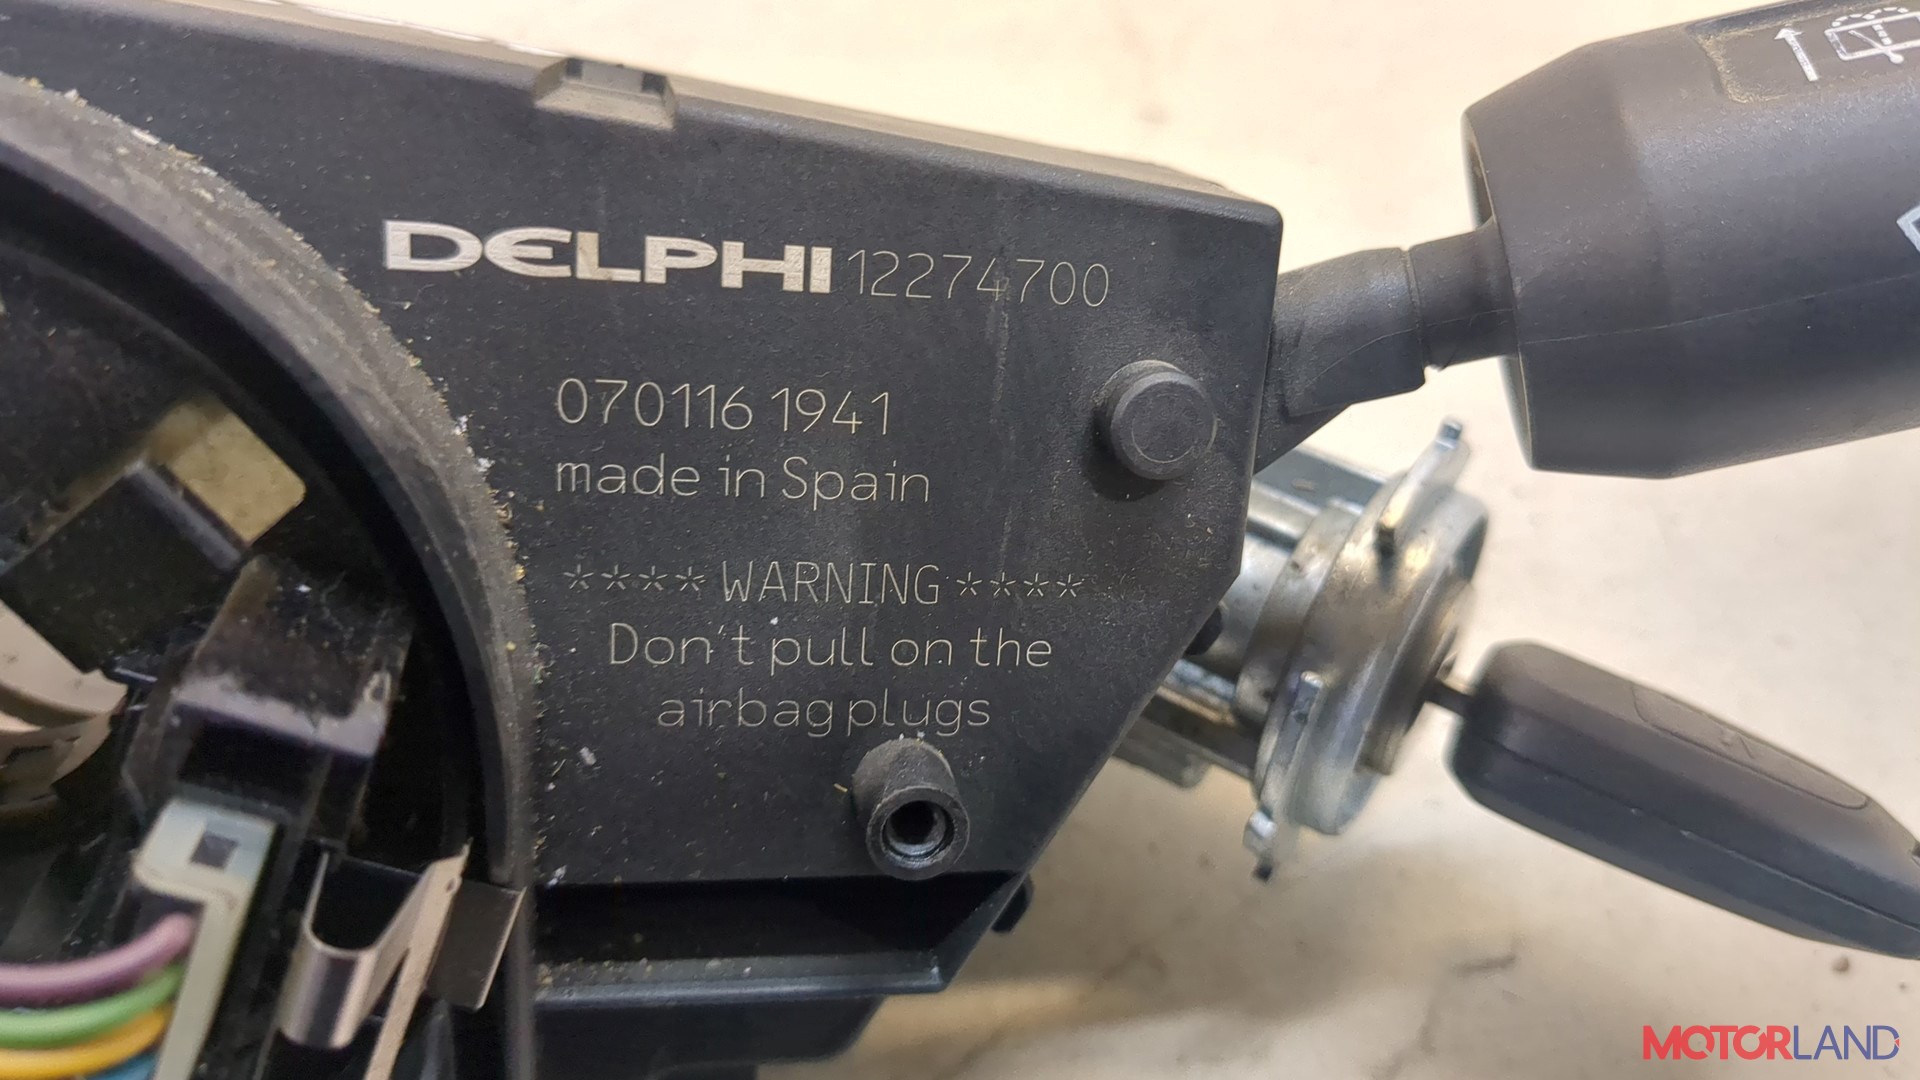 DELPHI 12274700
070116 1941
made in Spain
**** WARNING ****
Don't pull on the
airbag plugs
MOTORLAND